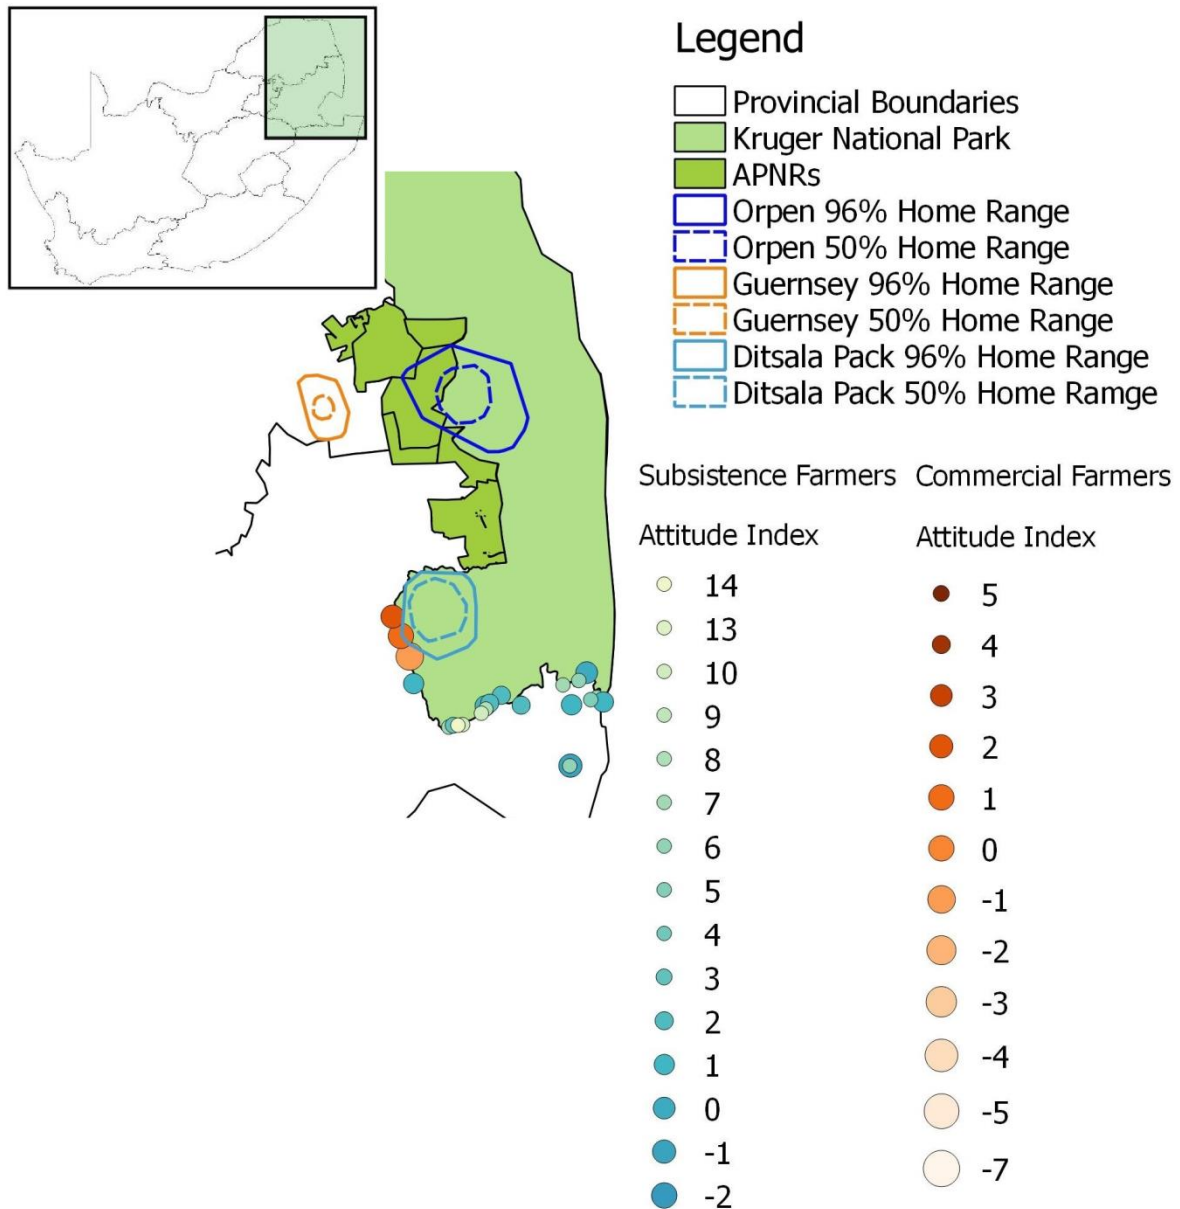 Legend
Provincial Boundaries
Kruger National Park
APNRs
Orpen 96% Home Range
Orpen 50% Home Range
Guernsey 96% Home Range
Guernsey 50% Home Range
Ditsala Pack 96% Home Range
Ditsala Pack 50% Home Ramge
Subsistence Farmers
Attitude Index
14
13
10
9
8
7
6
5
4
3
2
1
0
-1
-2
Commercial Farmers
Attitude Index
5
4
3
2
1
0
-1
-2
-3
-4
-5
-7